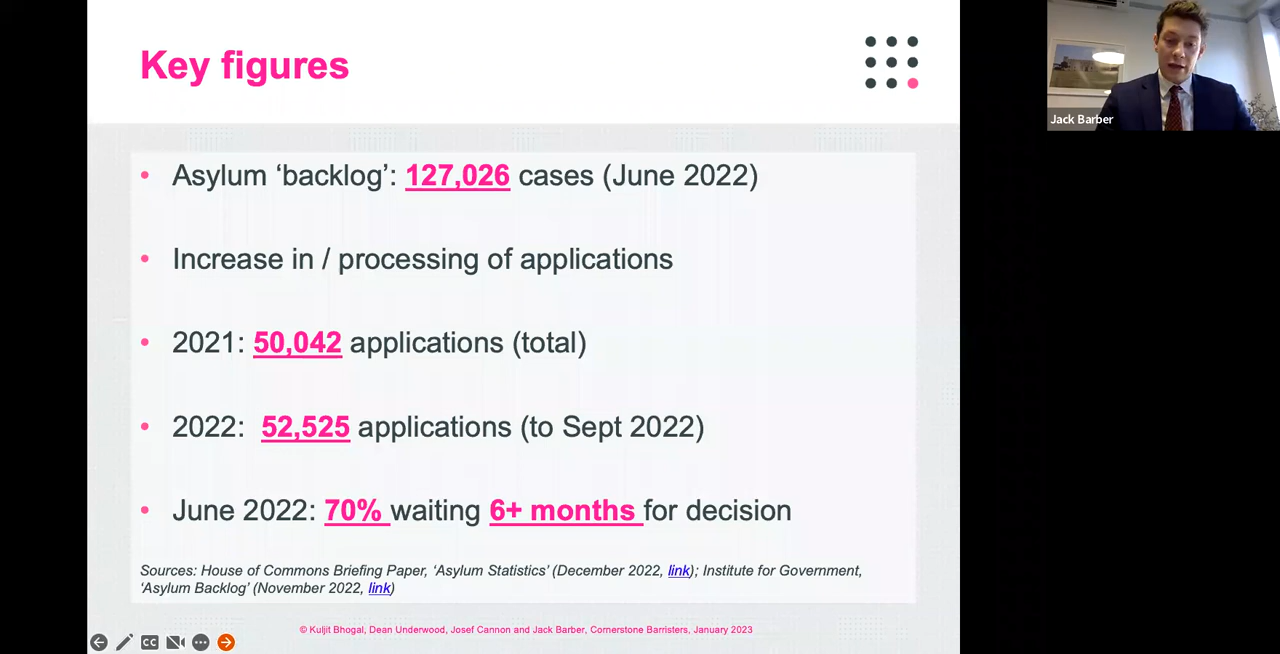 Key figures
Jack Barber
• Asylum ‘backlog’: 127,026 cases (June 2022)
• Increase in / processing of applications
• 2021: 50,042 applications (total)
• 2022: 52,525 applications (to Sept 2022)
• June 2022: 70% waiting 6+ months for decision
Sources: House of Commons Briefing Paper, ‘Asylum Statistics’ (December 2022, link); Institute for Government,
‘Asylum Backlog’ (November 2022, link)
© Kuljit Bhogal, Dean Underwood, Josef Cannon and Jack Barber, Cornerstone Barristers, January 2023
CC